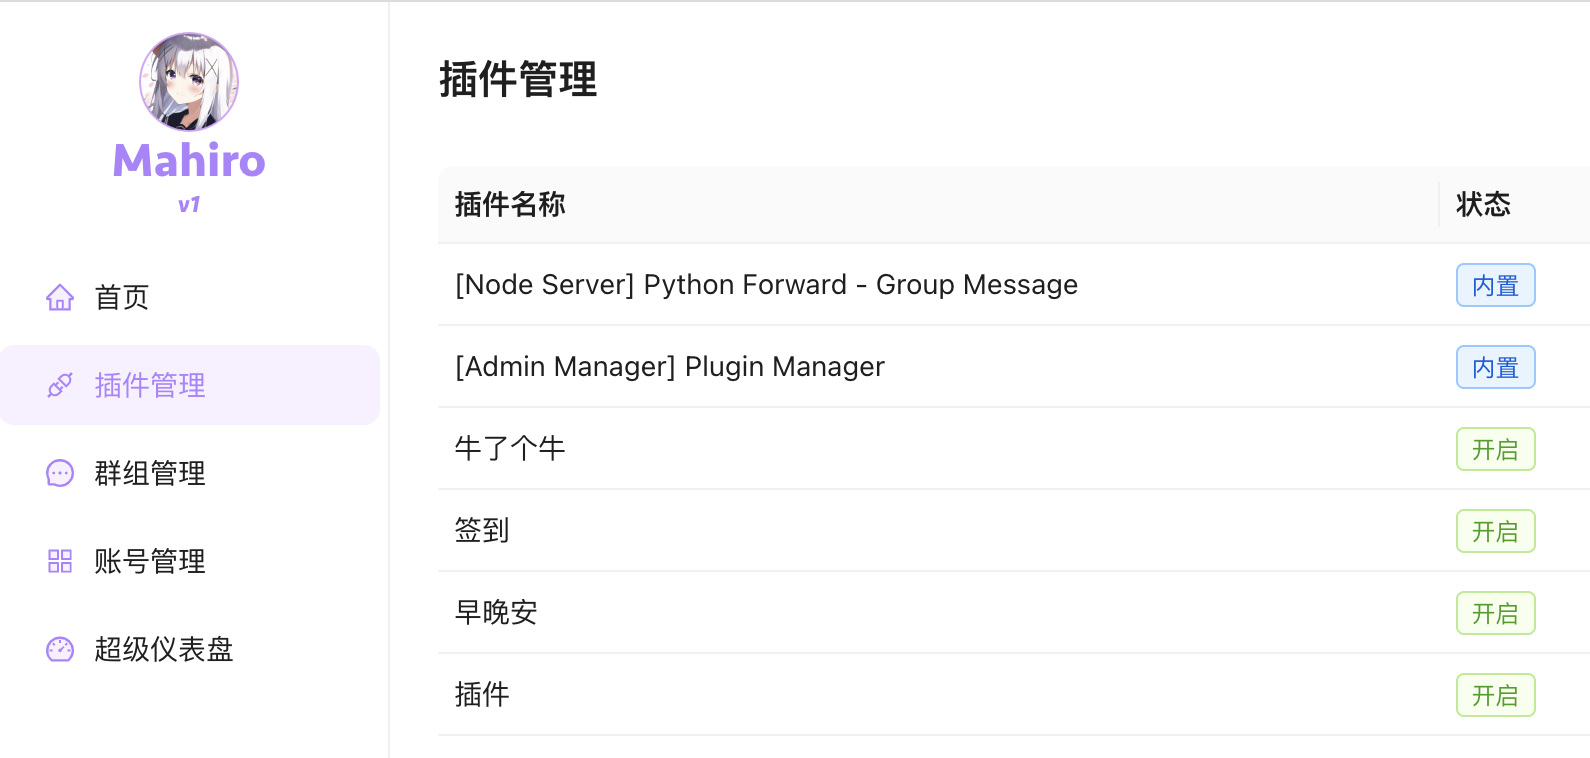 Mahiro
v1
首页
插件管理
群组管理
账号管理
超级仪表盘
插件管理
插件名称 状态
[Node Server] Python Forward - Group Message 内置
[Admin Manager] Plugin Manager 内置
牛了个牛 开启
签到 开启
早晚安 开启
插件 开启